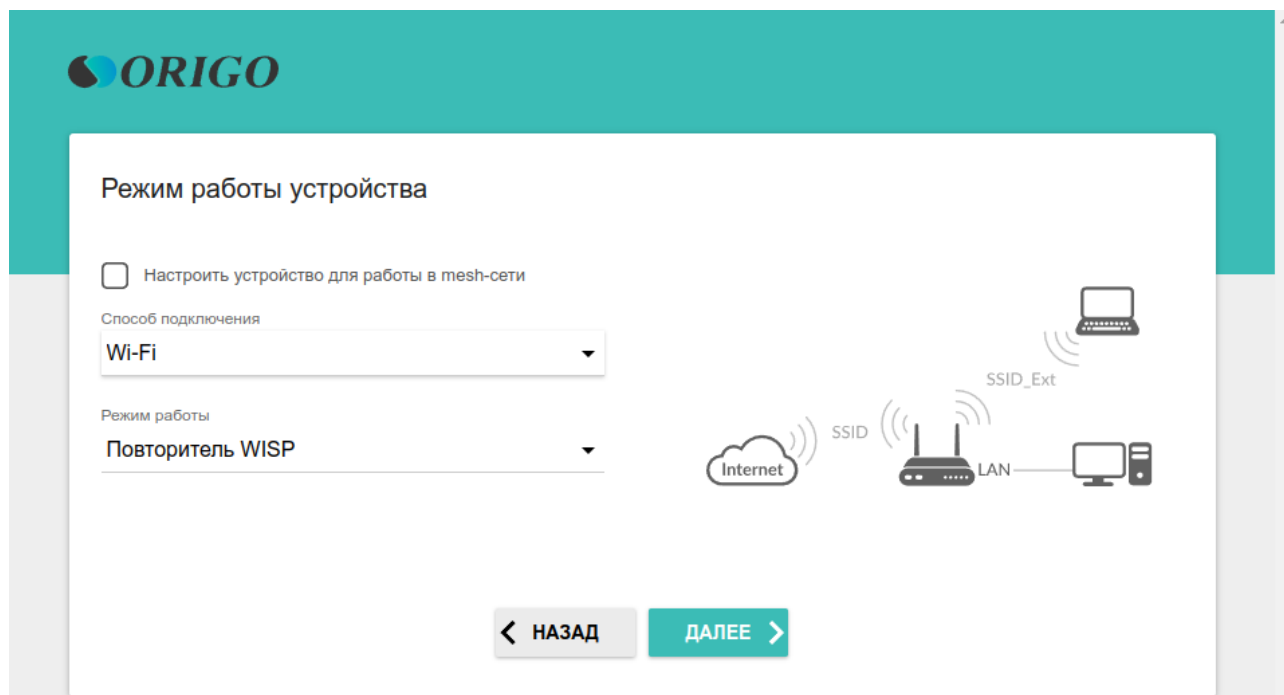 ORIGO
Режим работы устройства
Настроить устройство для работы в mesh-сети
Способ подключения
Wi-Fi
Режим работы
Повторитель WISP
SSID_Ext
SSID
Internet
LAN
НАЗАД
ДАЛЕЕ